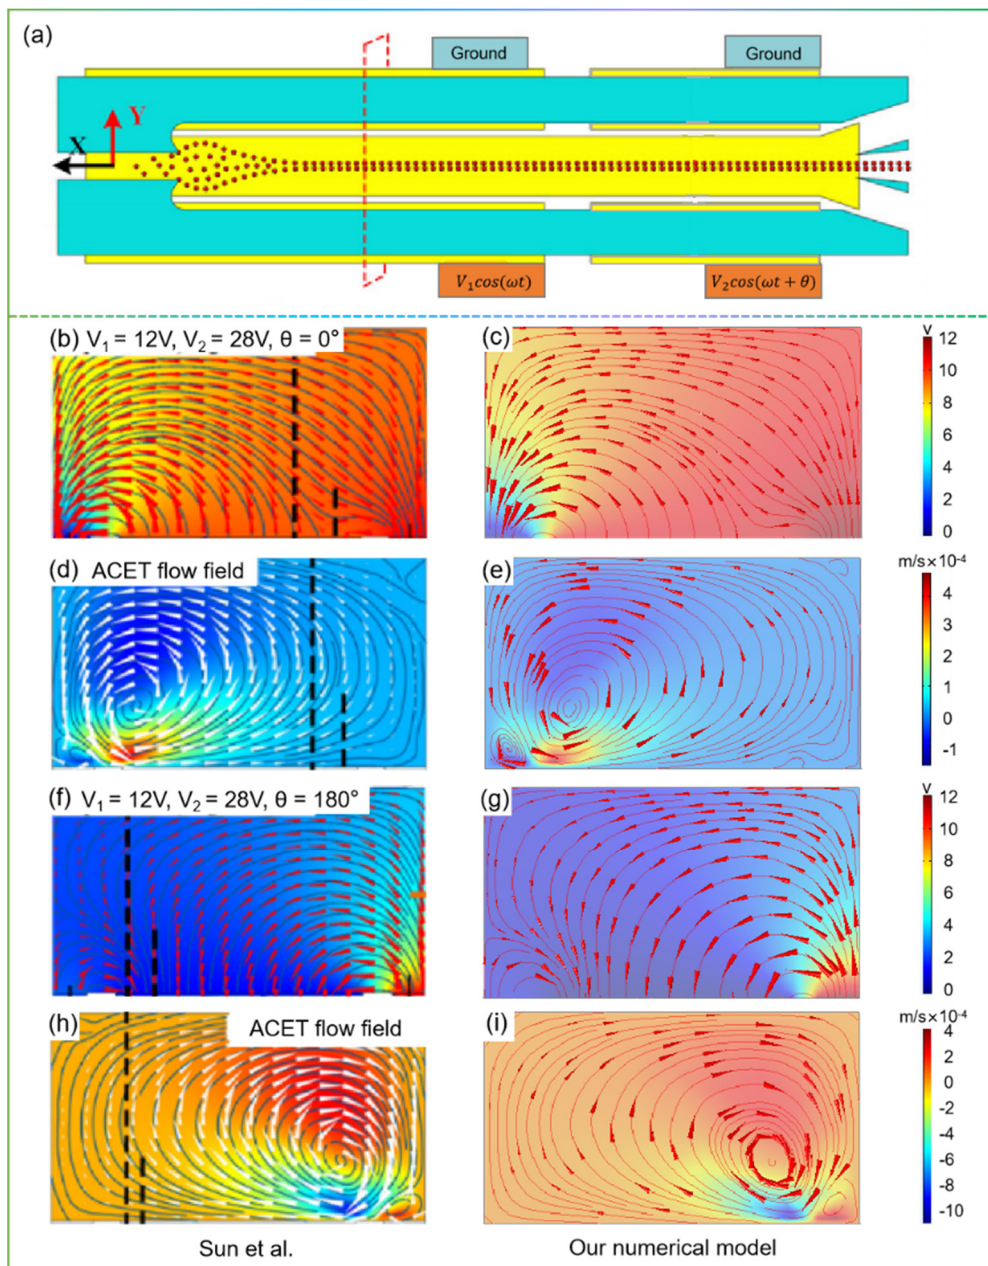 (a)
Ground
Ground
Y
X
V₁cos(ωt)
V₂cos(ωt + θ)
(b) V₁ = 12V, V₂ = 28V, θ = 0°
(c)
V
12
10
8
6
4
2
0
(d) ACET flow field
(e)
m/s×10⁻⁴
4
3
2
1
0
-1
(f) V₁ = 12V, V₂ = 28V, θ = 180°
(g)
V
12
10
8
6
4
2
0
(h) ACET flow field
(i)
m/s×10⁻⁴
4
2
0
-2
-4
-6
-8
-10
Sun et al.
Our numerical model